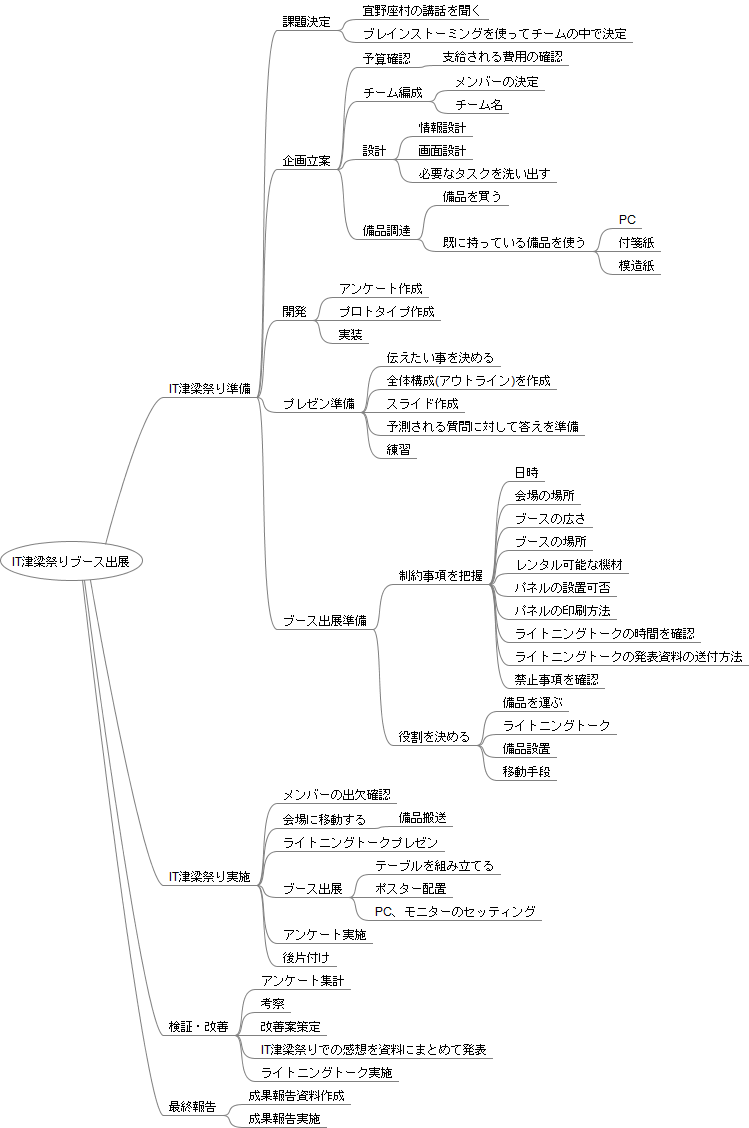 IT津梁祭りブース出展
IT津梁祭り準備
課題決定
宜野座村の講話を聞く
ブレインストーミングを使ってチームの中で決定
企画立案
予算確認
支給される費用の確認
チーム編成
メンバーの決定
チーム名
設計
情報設計
画面設計
必要なタスクを洗い出す
備品調達
備品を買う
既に持っている備品を使う
PC
付箋紙
模造紙
開発
アンケート作成
プロトタイプ作成
実装
プレゼン準備
伝えたい事を決める
全体構成(アウトライン)を作成
スライド作成
予測される質問に対して答えを準備
練習
ブース出展準備
制約事項を把握
日時
会場の場所
ブースの広さ
ブースの場所
レンタル可能な機材
パネルの設置可否
パネルの印刷方法
ライトニングトークの時間を確認
ライトニングトークの発表資料の送付方法
禁止事項を確認
役割を決める
備品を運ぶ
ライトニングトーク
備品設置
移動手段
IT津梁祭り実施
メンバーの出欠確認
会場に移動する
備品搬送
ライトニングトークプレゼン
ブース出展
テーブルを組み立てる
ポスター配置
PC、モニターのセッティング
アンケート実施
後片付け
検証・改善
アンケート集計
考察
改善案策定
IT津梁祭りでの感想を資料にまとめて発表
ライトニングトーク実施
最終報告
成果報告資料作成
成果報告実施